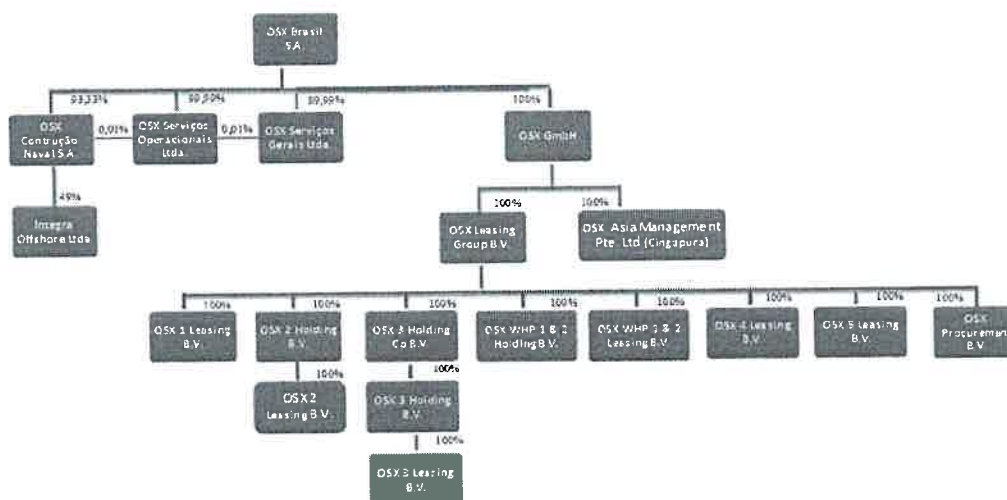 OSX Brasil
S.A.
93,33%
99,99%
99,99%
100%
OSX
Contrução
Naval S.A.
0,01%
OSX Serviços
Operacionais
Ltda.
0,01%
OSX Serviços
Gerais Ltda.
OSX GmbH
49%
100%
100%
Integra
Offshore Ltda
OSX Leasing
Group B.V.
OSX Asia Management
Pte. Ltd (Cingapura)
100%
100%
100%
100%
100%
100%
100%
100%
OSX 1 Leasing
B.V.
OSX 2 Holding
B.V.
OSX 3 Holding
Co B.V.
OSX WHP 1 & 2
Holding B.V.
OSX WHP 1 & 2
Leasing B.V.
OSX 4 Leasing
B.V.
OSX 5 Leasing
B.V.
OSX
Procurement
B.V.
100%
100%
OSX 2
Leasing B.V.
OSX 3 Holding
B.V.
100%
OSX 3 Leasing
B.V.